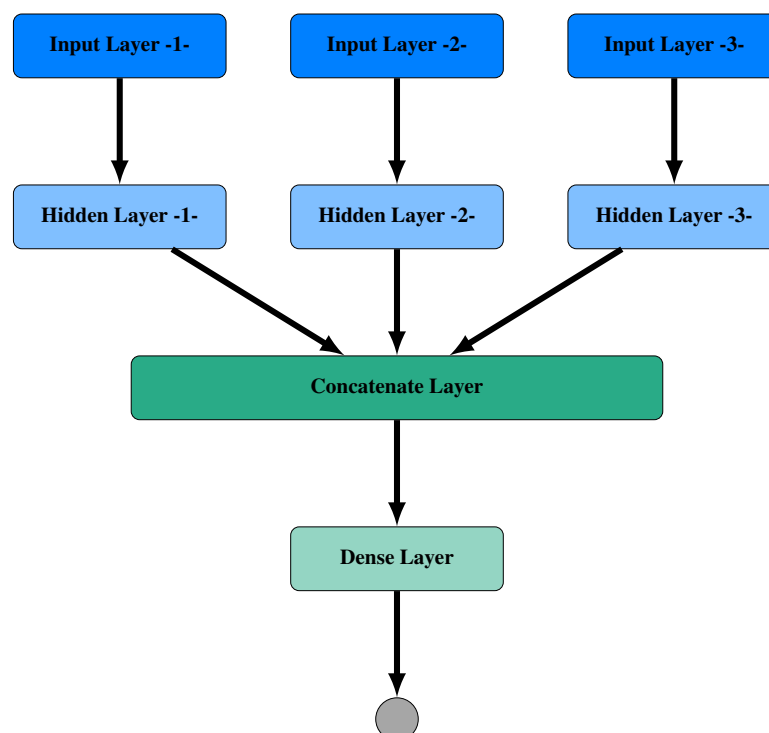 Input Layer -1-
Input Layer -2-
Input Layer -3-
Hidden Layer -1-
Hidden Layer -2-
Hidden Layer -3-
Concatenate Layer
Dense Layer